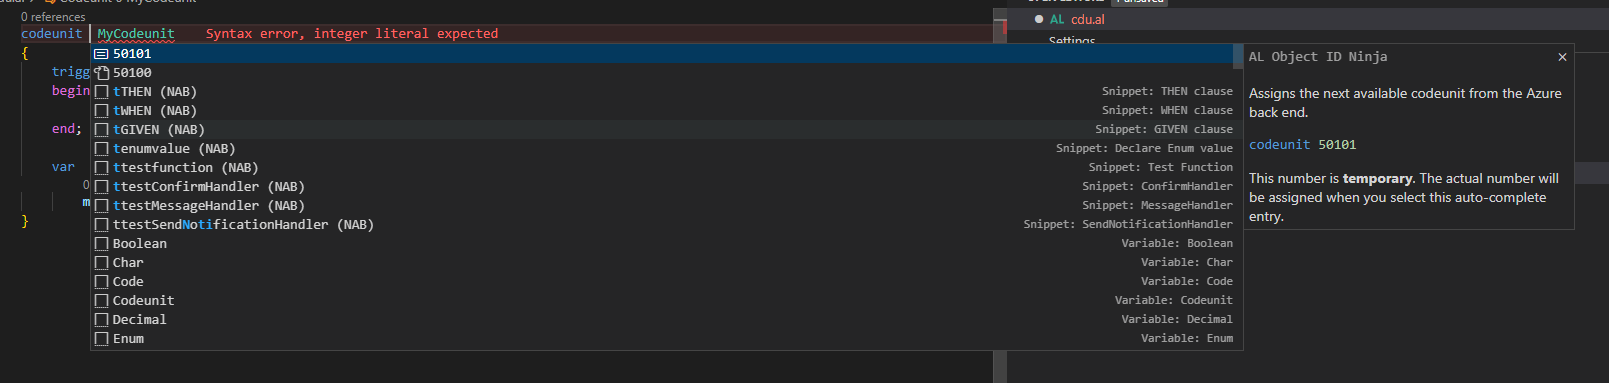 Codeunit 0 MyCodeunit
1 unsaved
0 references
AL cdu.al
codeunit MyCodeunit Syntax error, integer literal expected
Settings
{
trigg
begin
end;
var
0
m
}
50101
50100
tTHEN (NAB) Snippet: THEN clause
tWHEN (NAB) Snippet: WHEN clause
tGIVEN (NAB) Snippet: GIVEN clause
tenumvalue (NAB) Snippet: Declare Enum value
ttestfunction (NAB) Snippet: Test Function
ttestConfirmHandler (NAB) Snippet: ConfirmHandler
ttestMessageHandler (NAB) Snippet: MessageHandler
ttestSendNotificationHandler (NAB) Snippet: SendNotificationHandler
Boolean Variable: Boolean
Char Variable: Char
Code Variable: Code
Codeunit Variable: Codeunit
Decimal Variable: Decimal
Enum Variable: Enum
AL Object ID Ninja
Assigns the next available codeunit from the Azure
back end.
codeunit 50101
This number is temporary. The actual number will
be assigned when you select this auto-complete
entry.